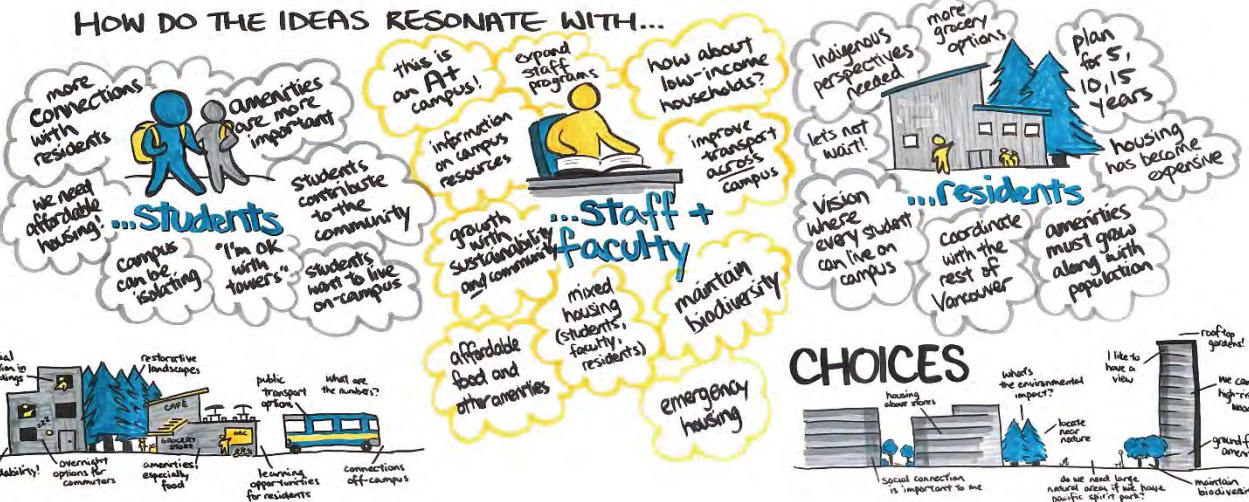 HOW DO THE IDEAS RESONATE WITH...
more
connections
with
residents
amenities
are more
important
we need
affordable
housing!
...students
students
contribute
to the
community
campus
can be
isolating
"I'm OK
with
towers"
students
want to live
on-campus
this is
an A+
campus!
expand
staff
programs
how about
low-income
households?
information
on campus
resources
improve
transport
across
campus
...staff +
faculty
growth
with
sustainability
and community
mixed
housing
(students,
faculty,
residents)
maintain
biodiversity
affordable
food and
other amenities
emergency
housing
Indigenous
perspectives
needed
more
grocery
options
plan
for 5,
10, 15
years
let's not
wait!
housing
has become
expensive
...residents
vision
where
every student
can live on
campus
coordinate
with the
rest of
Vancouver
amenities
must grow
along with
population
restorative
landscapes
CAFÉ
GROCERY
STORE
ABC
overnight
options for
commuters
amenities!
especially
food
public
transport
options
what are
the numbers?
learning
opportunities
for residents
connections
off-campus
CHOICES
housing
above stores
social connection
is important to me
what's
the environmental
impact?
locate
near
nature
do we need large
natural areas if we have
pacific spirit park?
I like to
have a
view
rooftop
gardens!
we can
maintain